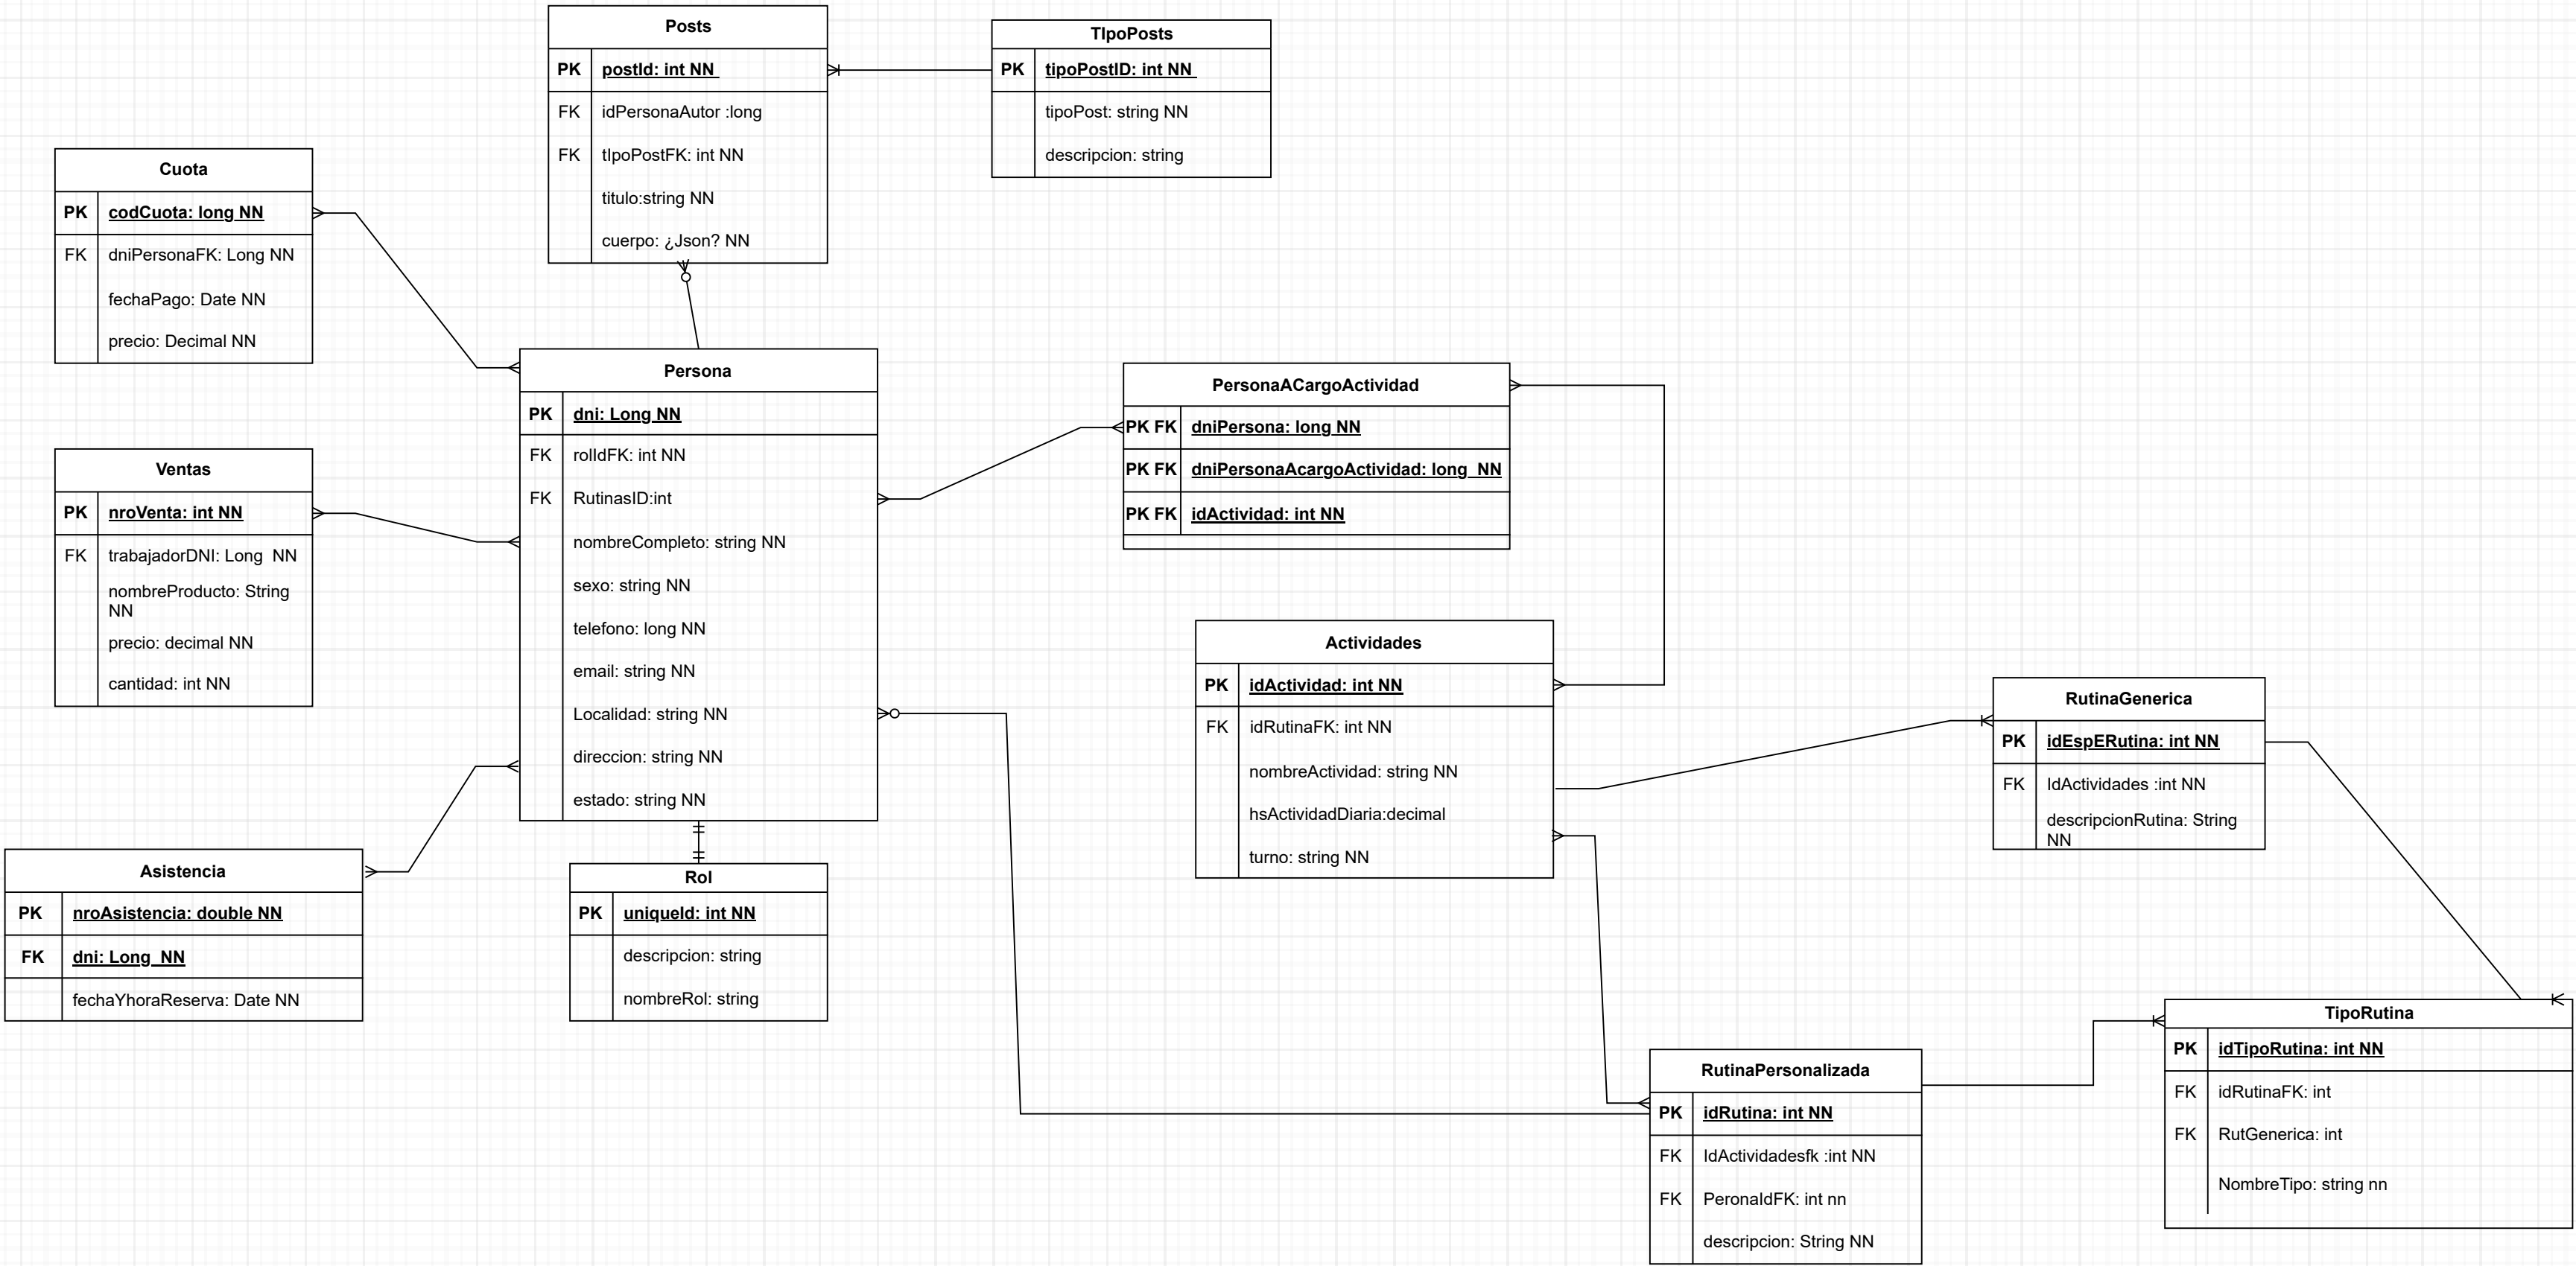 Posts
PK postId: int NN
FK idPersonaAutor :long
FK tIpoPostFK: int NN
titulo:string NN
cuerpo: ¿Json? NN
TIpoPosts
PK tipoPostID: int NN
tipoPost: string NN
descripcion: string
Cuota
PK codCuota: long NN
FK dniPersonaFK: Long NN
fechaPago: Date NN
precio: Decimal NN
Persona
PK dni: Long NN
FK rolIdFK: int NN
FK RutinasID:int
nombreCompleto: string NN
sexo: string NN
telefono: long NN
email: string NN
Localidad: string NN
direccion: string NN
estado: string NN
PersonaACargoActividad
PK FK dniPersona: long NN
PK FK dniPersonaAcargoActividad: long NN
PK FK idActividad: int NN
Ventas
PK nroVenta: int NN
FK trabajadorDNI: Long NN
nombreProducto: String
NN
precio: decimal NN
cantidad: int NN
Actividades
PK idActividad: int NN
FK idRutinaFK: int NN
nombreActividad: string NN
hsActividadDiaria:decimal
turno: string NN
RutinaGenerica
PK idEspERutina: int NN
FK IdActividades :int NN
descripcionRutina: String
NN
Asistencia
PK nroAsistencia: double NN
FK dni: Long NN
fechaYhoraReserva: Date NN
Rol
PK uniqueId: int NN
descripcion: string
nombreRol: string
RutinaPersonalizada
PK idRutina: int NN
FK IdActividadesfk :int NN
FK PeronaIdFK: int nn
descripcion: String NN
TipoRutina
PK idTipoRutina: int NN
FK idRutinaFK: int
FK RutGenerica: int
NombreTipo: string nn